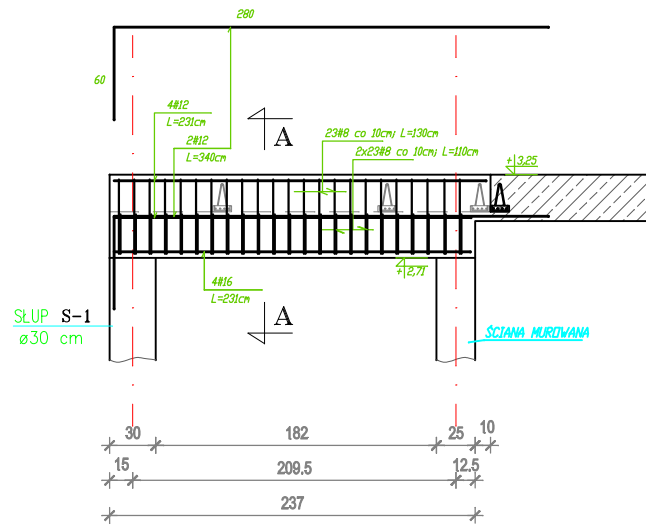 280
60
4#12
L=231cm
2#12
L=340cm
A
23#8 co 10cm; L=130cm
2x23#8 co 10cm; L=110cm
+3,25
4#16
L=231cm
+2,71
SŁUP S-1
ø30 cm
A
ŚCIANA MUROWANA
30 182 25 10
15 209.5 12.5
237